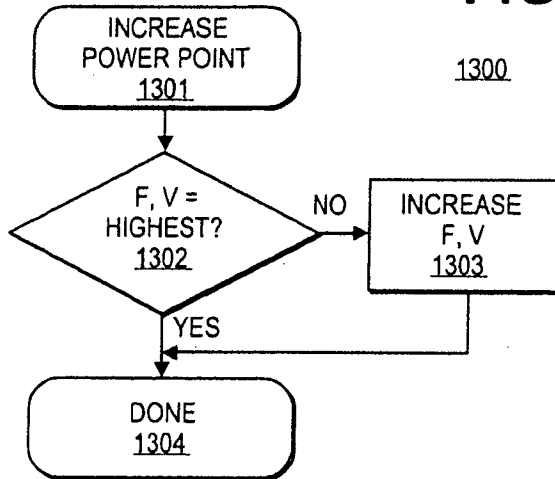 INCREASE
POWER POINT
1301
1300
F, V =
HIGHEST?
1302
NO
INCREASE
F, V
1303
YES
DONE
1304